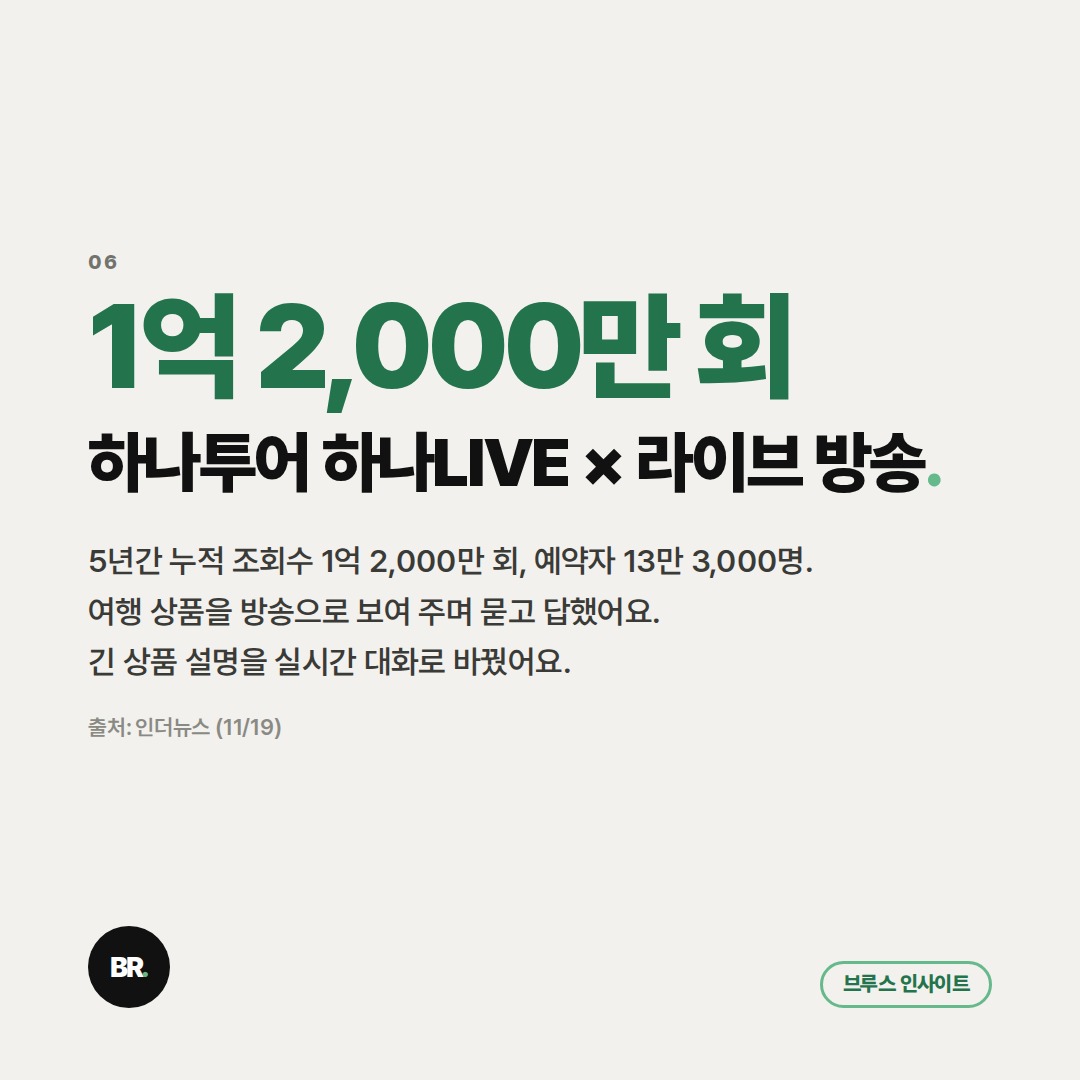 06
1억 2,000만 회
하나투어 하나LIVE × 라이브 방송.
5년간 누적 조회수 1억 2,000만 회, 예약자 13만 3,000명.
여행 상품을 방송으로 보여 주며 묻고 답했어요.
긴 상품 설명을 실시간 대화로 바꿨어요.
출처: 인더뉴스 (11/19)
BR.
브루스 인사이트